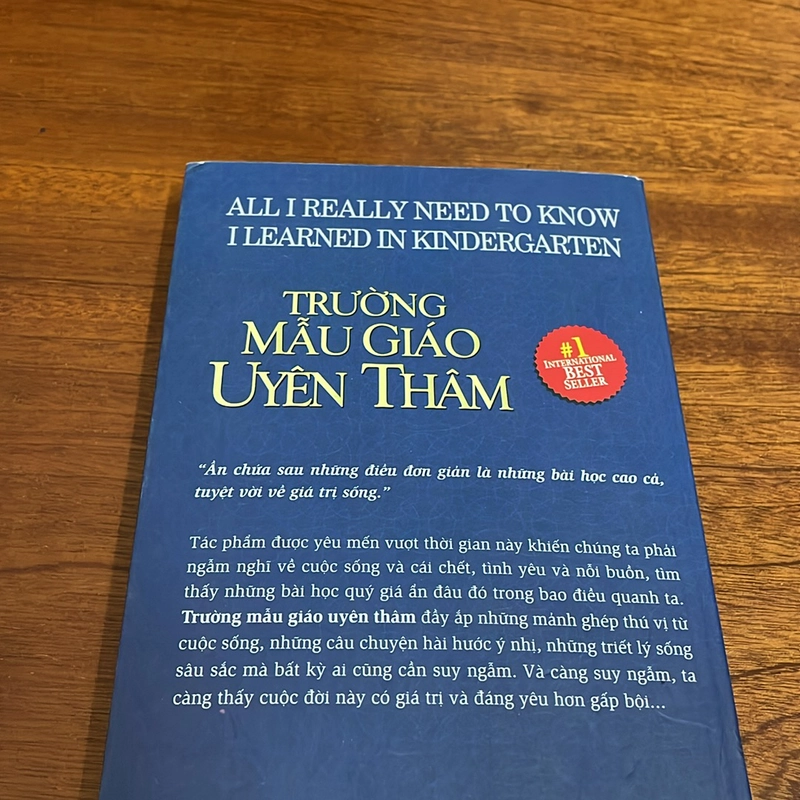 ALL I REALLY NEED TO KNOW
I LEARNED IN KINDERGARTEN
TRƯỜNG
MẪU GIÁO
UYÊN THÂM
#1
INTERNATIONAL
BEST
SELLER
“Ẩn chứa sau những điều đơn giản là những bài học cao cả,
tuyệt vời về giá trị sống.”
Tác phẩm được yêu mến vượt thời gian này khiến chúng ta phải
ngẫm nghĩ về cuộc sống và cái chết, tình yêu và nỗi buồn, tìm
thấy những bài học quý giá ẩn đâu đó trong bao điều quanh ta.
Trường mẫu giáo uyên thâm đầy ắp những mảnh ghép thú vị từ
cuộc sống, những câu chuyện hài hước ý nhị, những triết lý sống
sâu sắc mà bất kỳ ai cũng cần suy ngẫm. Và càng suy ngẫm, ta
càng thấy cuộc đời này có giá trị và đáng yêu hơn gấp bội...